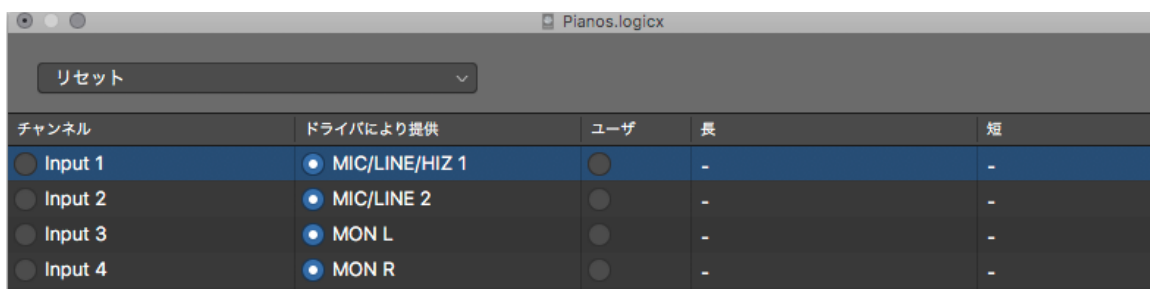 Pianos.logicx
リセット
チャンネル ドライバにより提供 ユーザ 長 短
Input 1 MIC/LINE/HIZ 1 - -
Input 2 MIC/LINE 2 - -
Input 3 MON L - -
Input 4 MON R - -